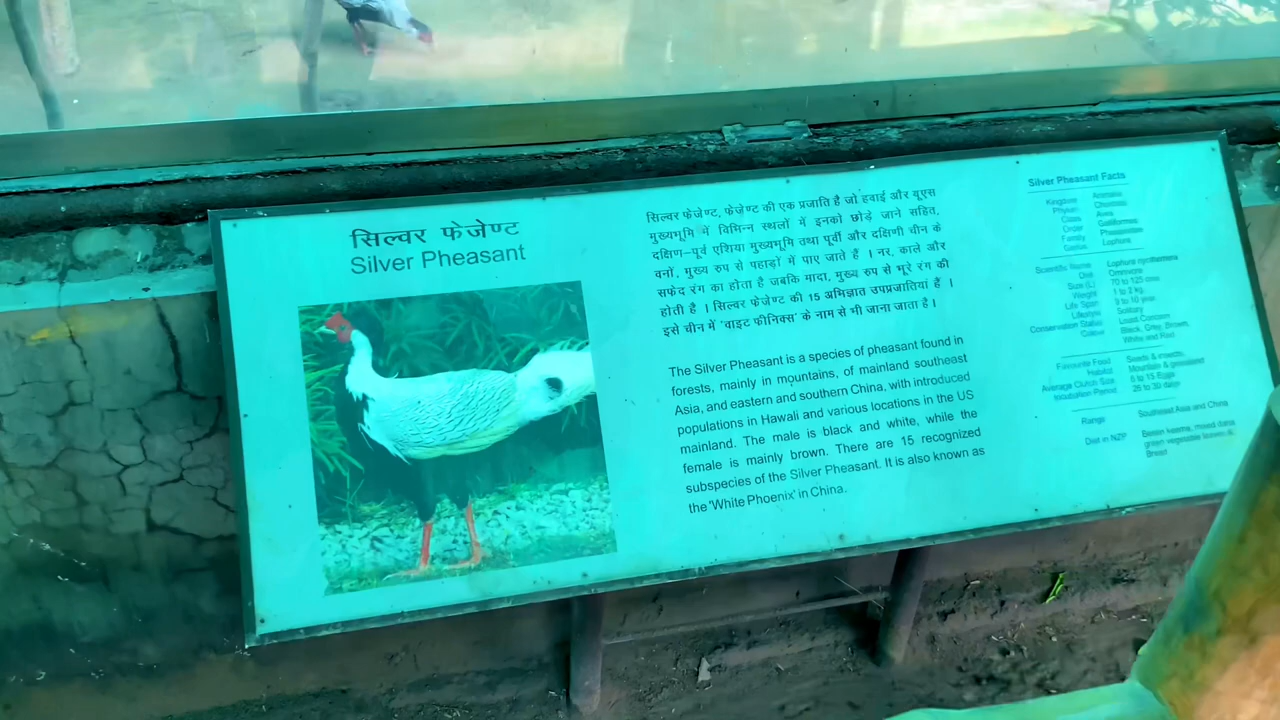 सिल्वर फेजेण्ट
Silver Pheasant
सिल्वर फेजेण्ट, फेजेण्ट की एक प्रजाति है जो हवाई और यूएस
मुख्यभूमि में विभिन्न स्थलों में इनको छोड़े जाने सहित,
दक्षिण–पूर्व एशिया मुख्यभूमि तथा पूर्वी और दक्षिणी चीन के
वनों, मुख्य रुप से पहाड़ों में पाए जाते हैं । नर, काले और
सफेद रंग का होता है जबकि मादा, मुख्य रुप से भूरे रंग की
होती है । सिल्वर फेजेण्ट की 15 अभिज्ञात उपप्रजातियां हैं ।
इसे चीन में 'वाइट फीनिक्स' के नाम से भी जाना जाता है ।
The Silver Pheasant is a species of pheasant found in
forests, mainly in mountains, of mainland southeast
Asia, and eastern and southern China, with introduced
populations in Hawaii and various locations in the US
mainland. The male is black and white, while the
female is mainly brown. There are 15 recognized
subspecies of the Silver Pheasant. It is also known as
the 'White Phoenix' in China.
Silver Pheasant Facts
Kingdom Animalia
Phylum Chordata
Class Aves
Order Galliformes
Family Phasianidae
Genus Lophura
Scientific Name Lophura nycthemera
Diet Omnivore
Size (L) 70 to 125 cms
Weight 1 to 2 kg.
Life Span 9 to 10 year
Lifestyle Solitary
Conservation Status Least Concern
Colour Black, Grey, Brown,
White and Red
Favourite Food Seeds & insects.
Habitat Mountain & grassland
Average Clutch Size 6 to 15 Eggs
Incubation Period 25 to 30 days
Range Southeast Asia and China
Diet in NZP mixed dana
green vegetable leaves &
Bread